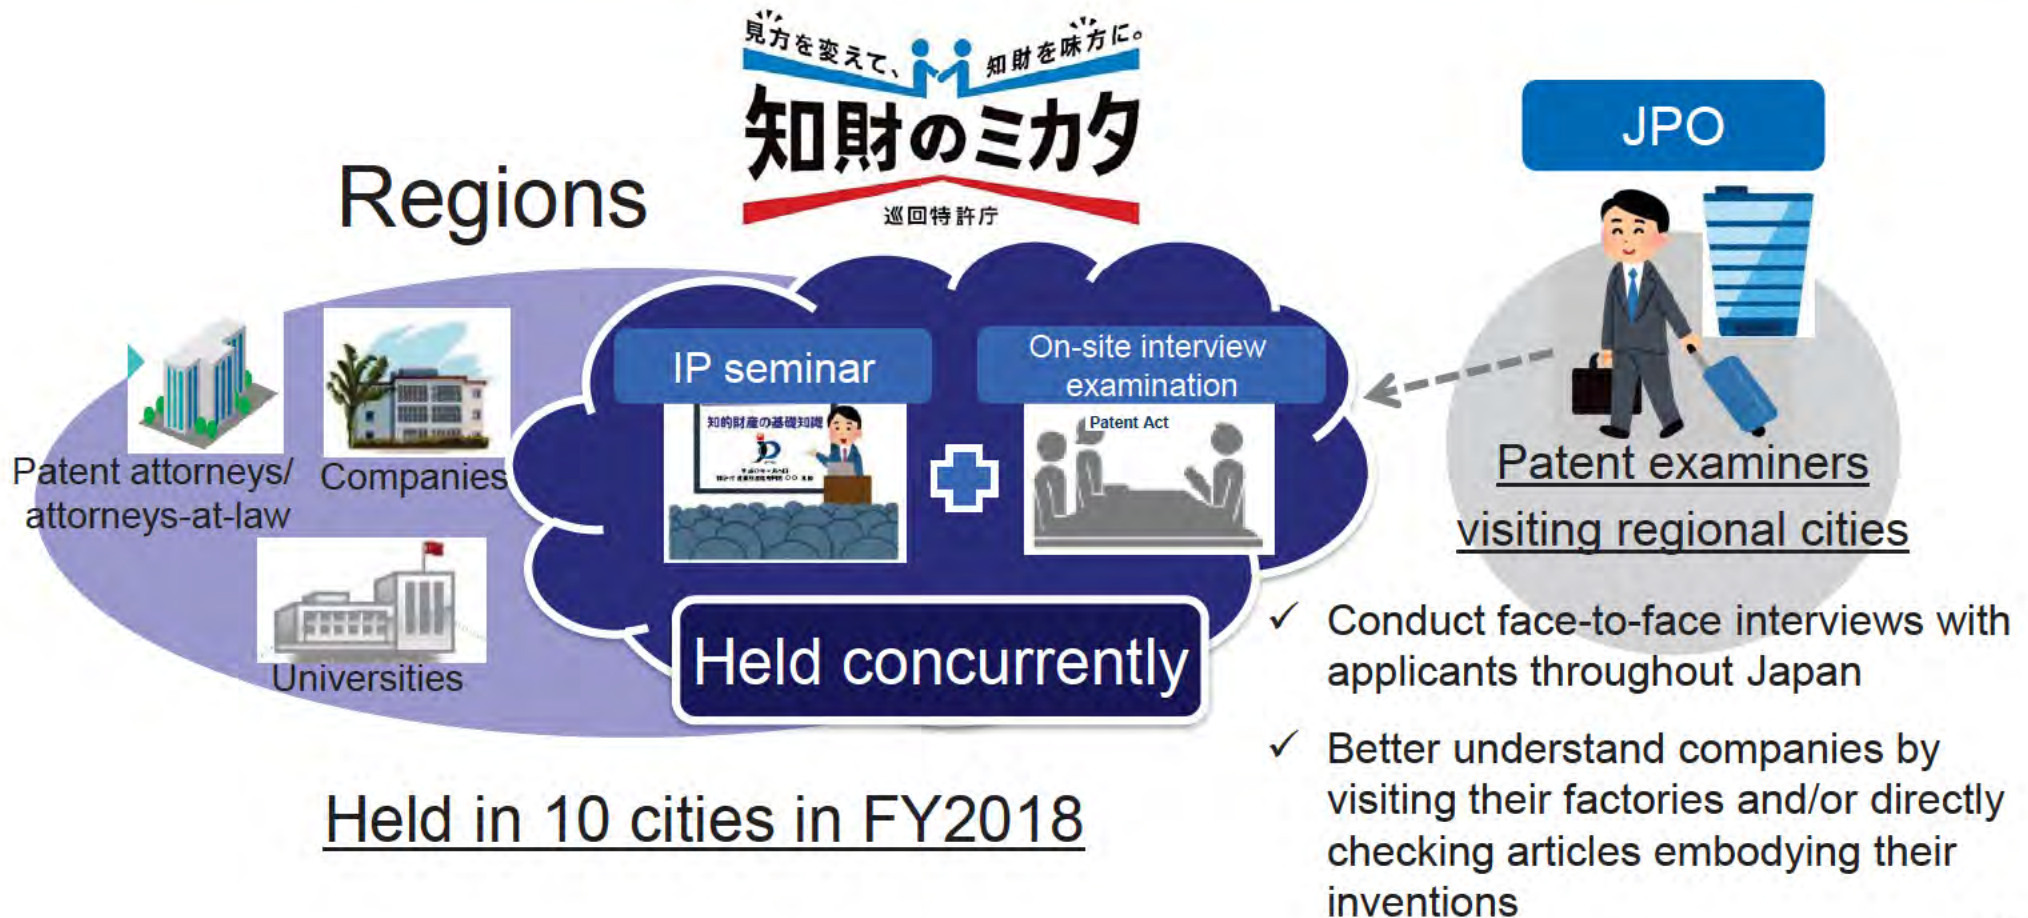 見方を変えて、
知財を味方に。
知財のミカタ
巡回特許庁
JPO
Regions
IP seminar
On-site interview
examination
知的財産の基礎知識
Patent Act
Patent attorneys/
attorneys-at-law
Companies
Universities
Held concurrently
Patent examiners
visiting regional cities
✓ Conduct face-to-face interviews with
applicants throughout Japan
✓ Better understand companies by
visiting their factories and/or directly
checking articles embodying their
inventions
Held in 10 cities in FY2018